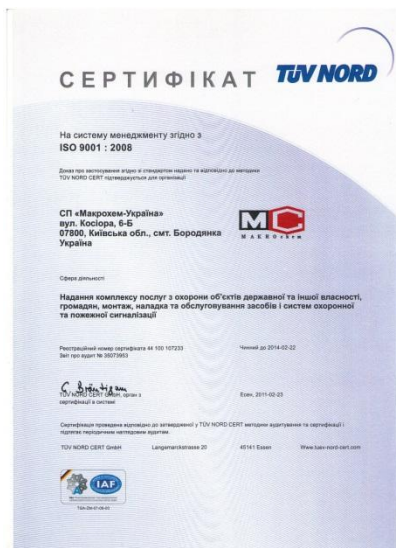 СЕРТИФІКАТ
TÜV NORD
На систему менеджменту згідно з
ISO 9001 : 2008
Доказ про застосування згідно зі стандартом надано та відповідно до методики
TÜV NORD CERT підтверджується для організації
СП «Макрохем-Україна»
вул. Косіора, 6-Б
07800, Київська обл., смт. Бородянка
Україна
MC
MAKROchem
Сфера діяльності
Надання комплексу послуг з охорони об'єктів державної та іншої власності,
громадян, монтаж, наладка та обслуговування засобів і систем охоронної
та пожежної сигналізації
Реєстраційний номер сертифіката 44 100 107233
Звіт про аудит № 35073953
Чинний до 2014-02-22
TÜV NORD CERT GmbH, орган з
сертифікації в системі
Есен, 2011-02-23
Сертифікація проведена відповідно до затвердженої у TÜV NORD CERT методики аудитування та сертифікації і
підлягає періодичним наглядовим аудитам.
TÜV NORD CERT GmbH
Langemarckstrasse 20
45141 Essen
Www.tuev-nord-cert.com
IAF